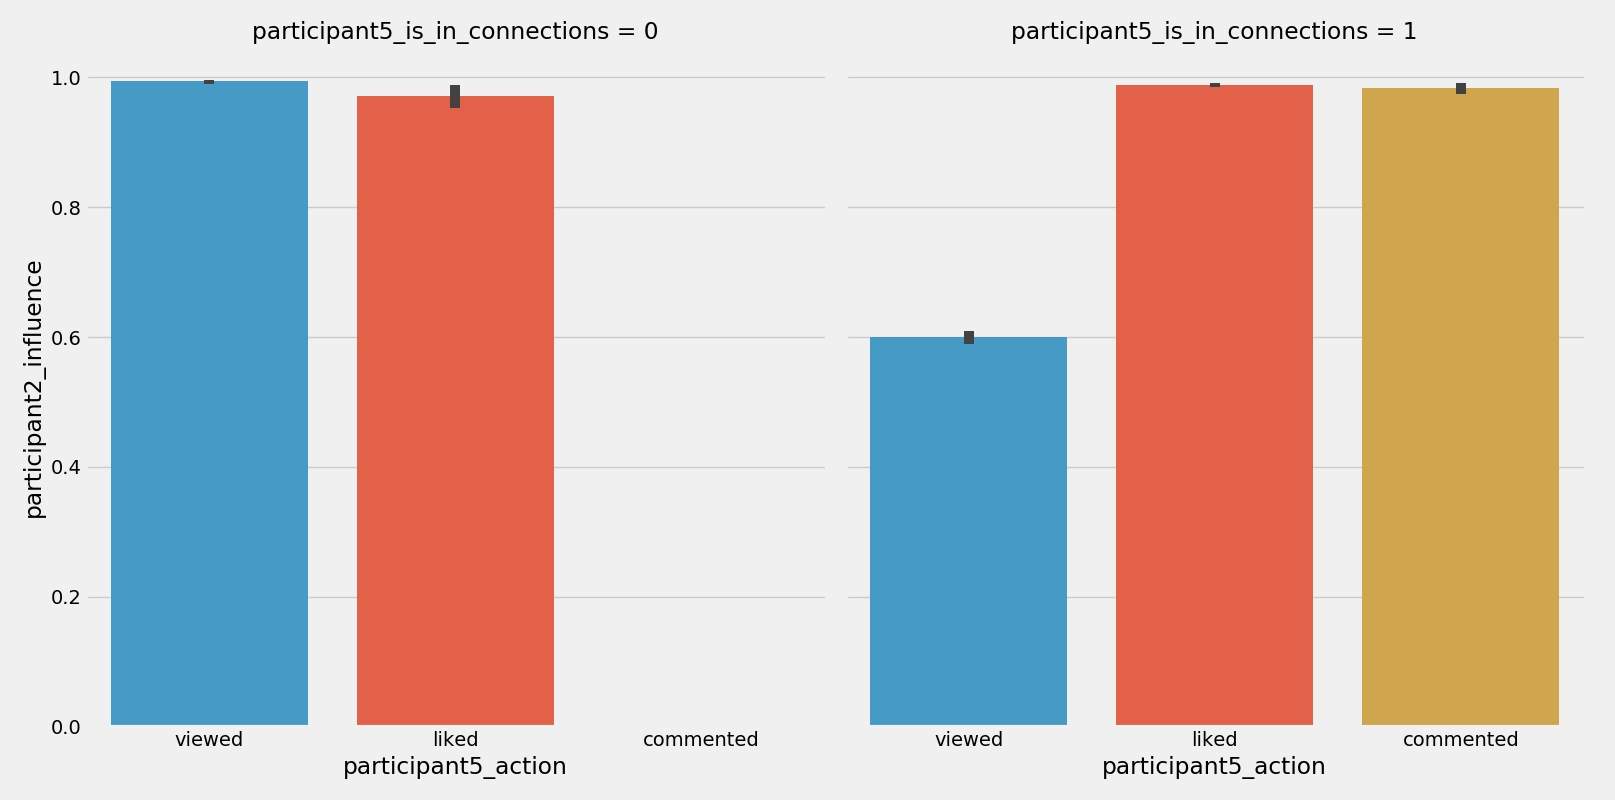 participant5_is_in_connections = 0
participant5_is_in_connections = 1
participant2_influence
1.0
0.8
0.6
0.4
0.2
0.0
viewed liked commented
viewed liked commented
participant5_action
participant5_action